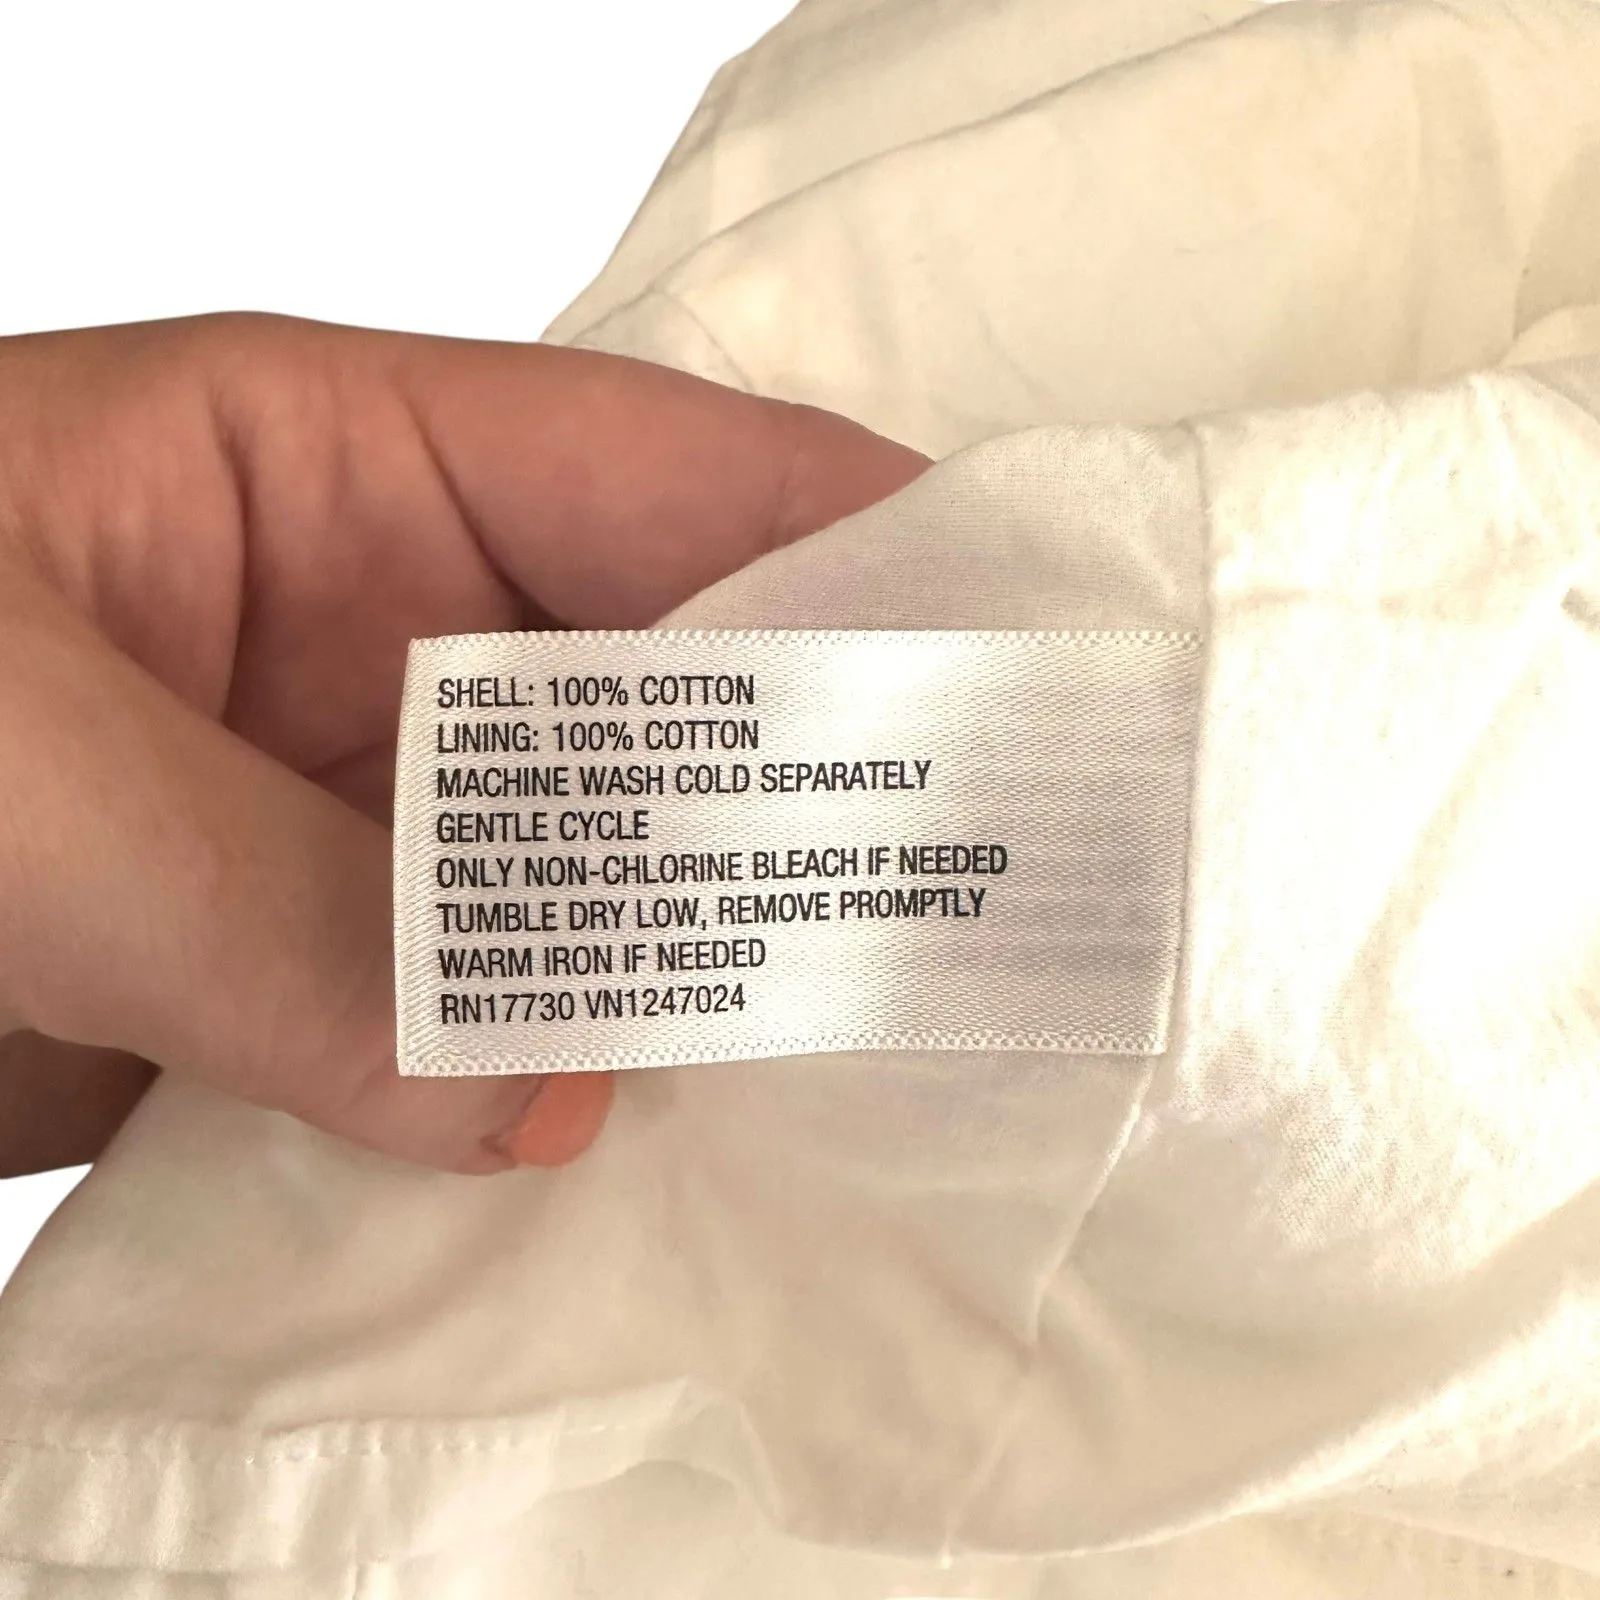 SHELL: 100% COTTON
LINING: 100% COTTON
MACHINE WASH COLD SEPARATELY
GENTLE CYCLE
ONLY NON-CHLORINE BLEACH IF NEEDED
TUMBLE DRY LOW, REMOVE PROMPTLY
WARM IRON IF NEEDED
RN17730 VN1247024